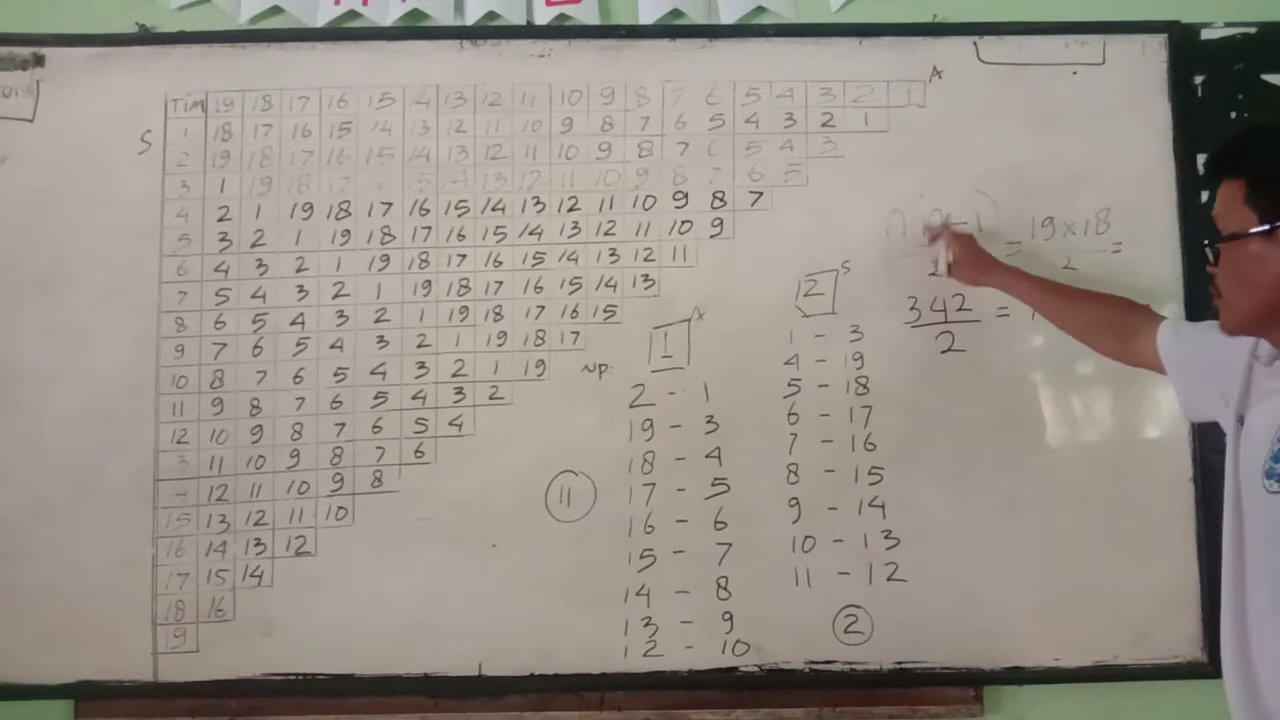 A
Tim 19 18 17 16 15 14 13 12 11 10 9 8 7 6 5 4 3 2 1
S
1 18 17 16 15 14 13 12 11 10 9 8 7 6 5 4 3 2 1
2 19 18 17 16 15 14 13 12 11 10 9 8 7 6 5 4 3
3 1 19 18 17 13 12 11 10 9 8 7 6 5
4 2 1 19 18 17 16 15 14 13 12 11 10 9 8 7
5 3 2 1 19 18 17 16 15 14 13 12 11 10 9
6 4 3 2 1 19 18 17 16 15 14 13 12 11
7 5 4 3 2 1 19 18 17 16 15 14 13
8 6 5 4 3 2 1 19 18 17 16 15
9 7 6 5 4 3 2 1 19 18 17
10 8 7 6 5 4 3 2 1 19
11 9 8 7 6 5 4 3 2
12 10 9 8 7 6 5 4
3 11 10 9 8 7 6
12 11 10 9 8
15 13 12 11 10
16 14 13 12
17 15 14
18 16
19
NP:
1 A
2 - 1
19 - 3
18 - 4
17 - 5
16 - 6
15 - 7
14 - 8
13 - 9
12 - 10
11
12 S
1 - 3
4 - 19
5 - 18
6 - 17
7 - 16
8 - 15
9 - 14
10 - 13
11 - 12
2
= 19 x 18 =
2
342 =
2